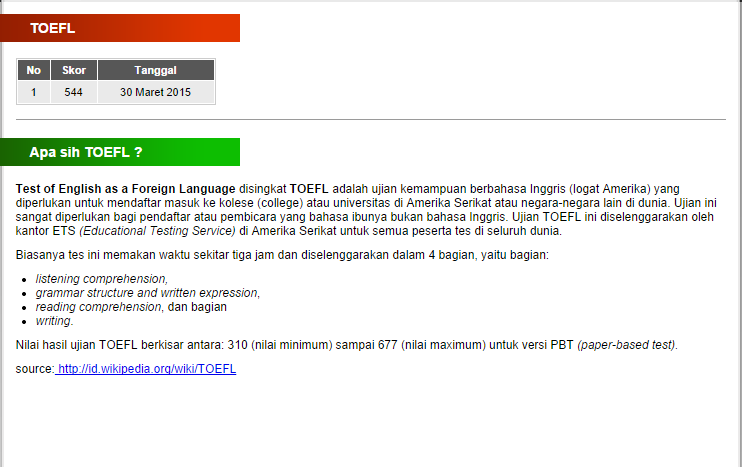 TOEFL
No Skor Tanggal
1 544 30 Maret 2015
Apa sih TOEFL ?
Test of English as a Foreign Language disingkat TOEFL adalah ujian kemampuan berbahasa Inggris (logat Amerika) yang
diperlukan untuk mendaftar masuk ke kolese (college) atau universitas di Amerika Serikat atau negara-negara lain di dunia. Ujian ini
sangat diperlukan bagi pendaftar atau pembicara yang bahasa ibunya bukan bahasa Inggris. Ujian TOEFL ini diselenggarakan oleh
kantor ETS (Educational Testing Service) di Amerika Serikat untuk semua peserta tes di seluruh dunia.
Biasanya tes ini memakan waktu sekitar tiga jam dan diselenggarakan dalam 4 bagian, yaitu bagian:
• listening comprehension,
• grammar structure and written expression,
• reading comprehension, dan bagian
• writing.
Nilai hasil ujian TOEFL berkisar antara: 310 (nilai minimum) sampai 677 (nilai maximum) untuk versi PBT (paper-based test).
source: http://id.wikipedia.org/wiki/TOEFL